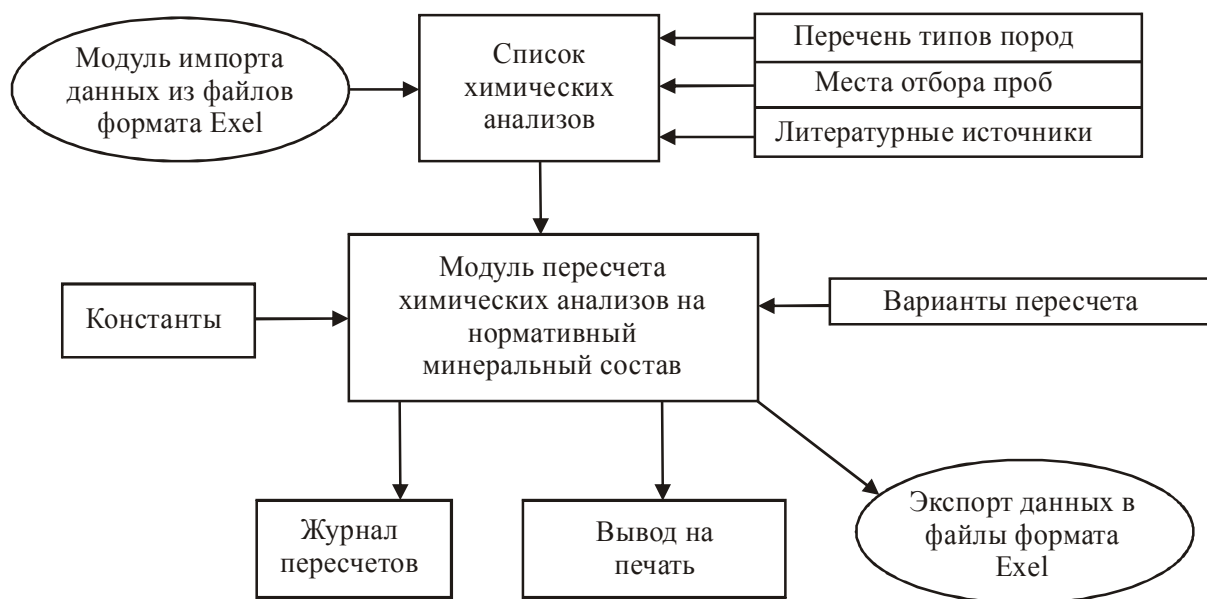 Модуль импорта
данных из файлов
формата Exel
Список
химических
анализов
Перечень типов пород
Места отбора проб
Литературные источники
Константы
Модуль пересчета
химических анализов на
нормативный
минеральный состав
Варианты пересчета
Журнал
пересчетов
Вывод на
печать
Экспорт данных в
файлы формата
Exel